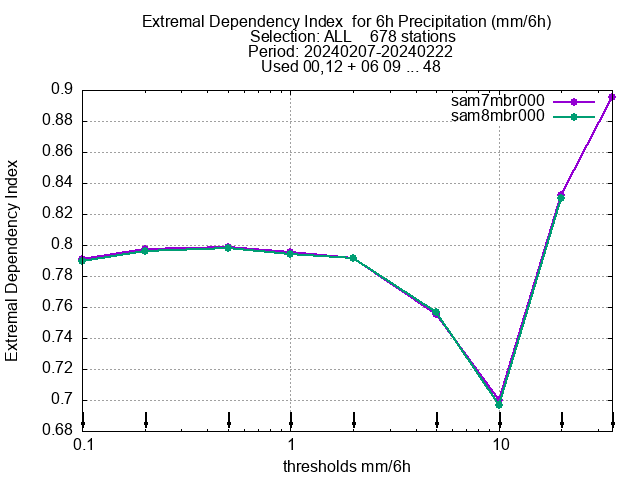 Extremal Dependency Index  for 6h Precipitation (mm/6h)
Selection: ALL    678 stations
Period: 20240207-20240222
Used 00,12 + 06 09 ... 48
sam7mbr000
sam8mbr000
0.9
0.88
0.86
0.84
0.82
0.8
0.78
0.76
0.74
0.72
0.7
0.68
Extremal Dependency Index
0.1 1 10
thresholds mm/6h